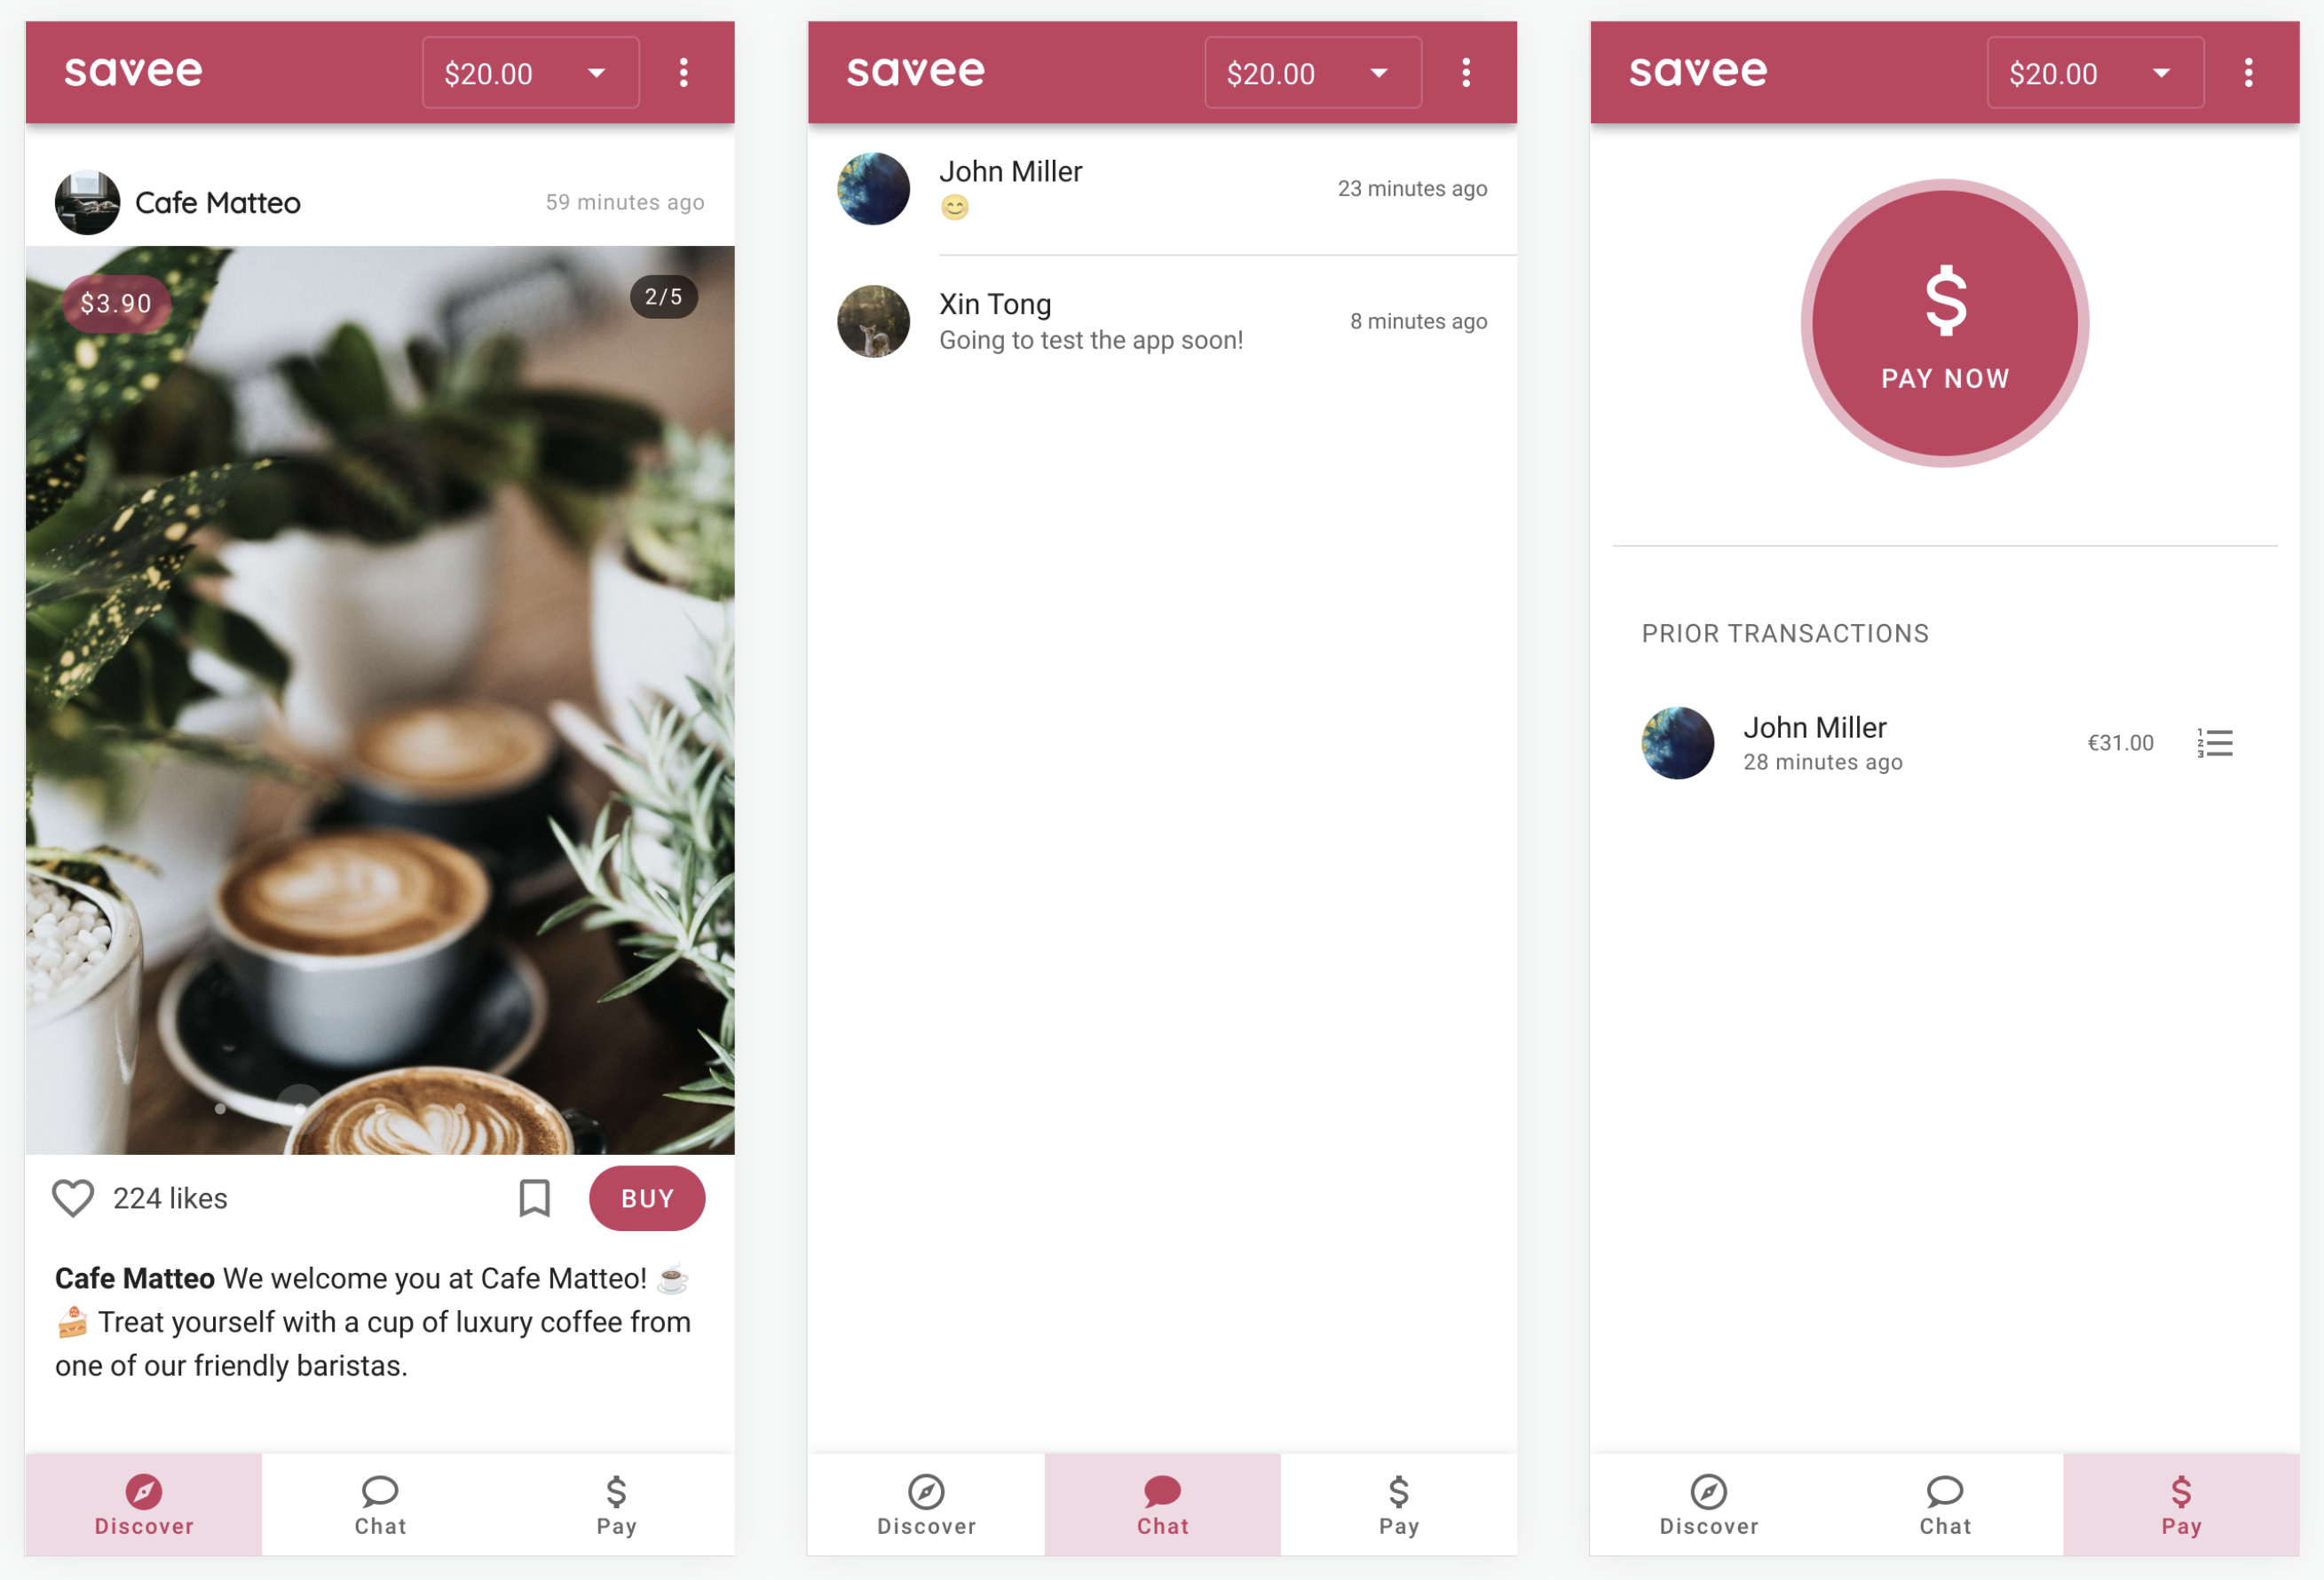 savee
$20.00
Cafe Matteo
59 minutes ago
$3.90
2/5
224 likes
BUY
Cafe Matteo We welcome you at Cafe Matteo! ☕
🍰 Treat yourself with a cup of luxury coffee from
one of our friendly baristas.
Discover
Chat
Pay
savee
$20.00
John Miller
😊
23 minutes ago
Xin Tong
Going to test the app soon!
8 minutes ago
Discover
Chat
Pay
savee
$20.00
$
PAY NOW
PRIOR TRANSACTIONS
John Miller
28 minutes ago
€31.00
Discover
Chat
Pay